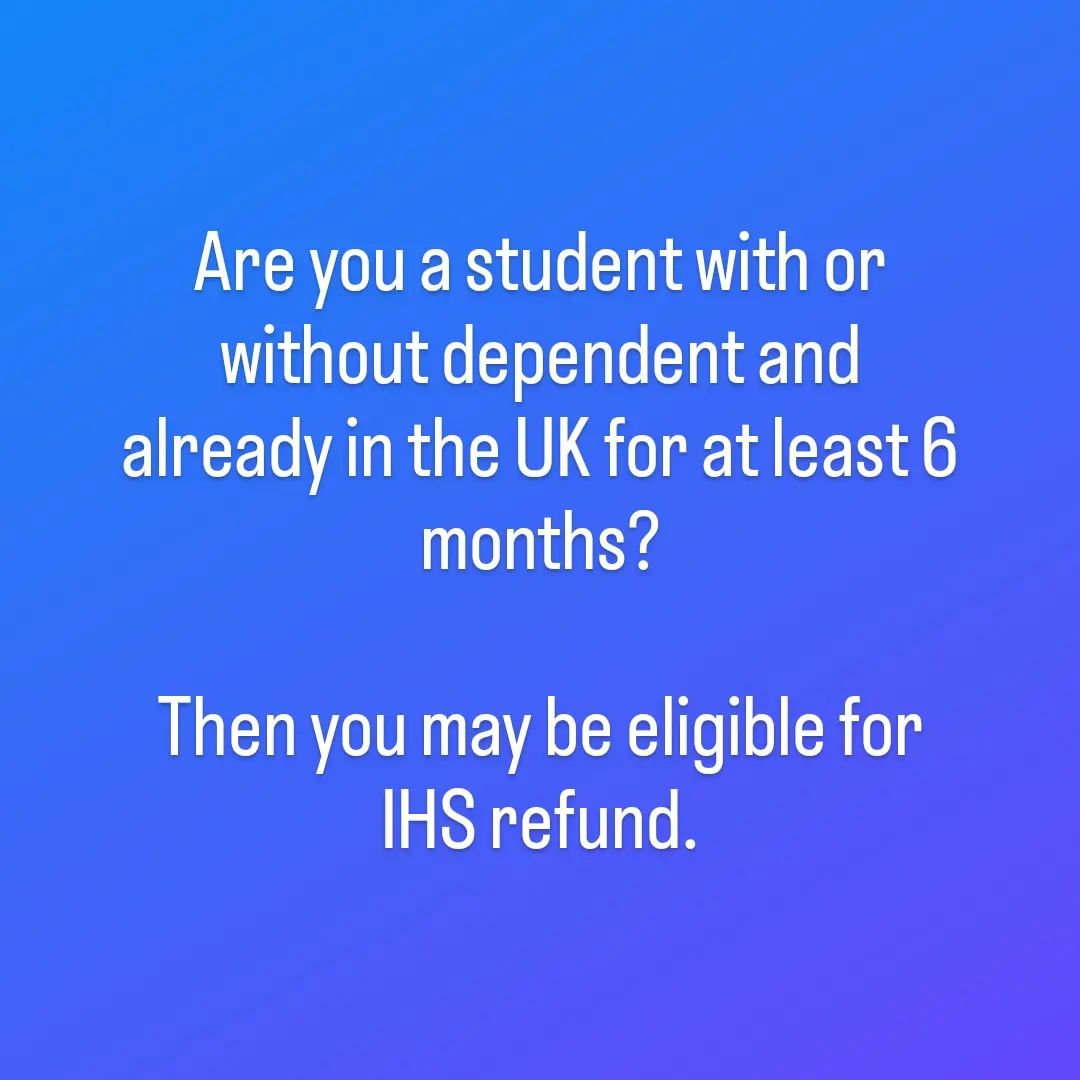 Are you a student with or
without dependent and
already in the UK for at least 6
months?
Then you may be eligible for
IHS refund.